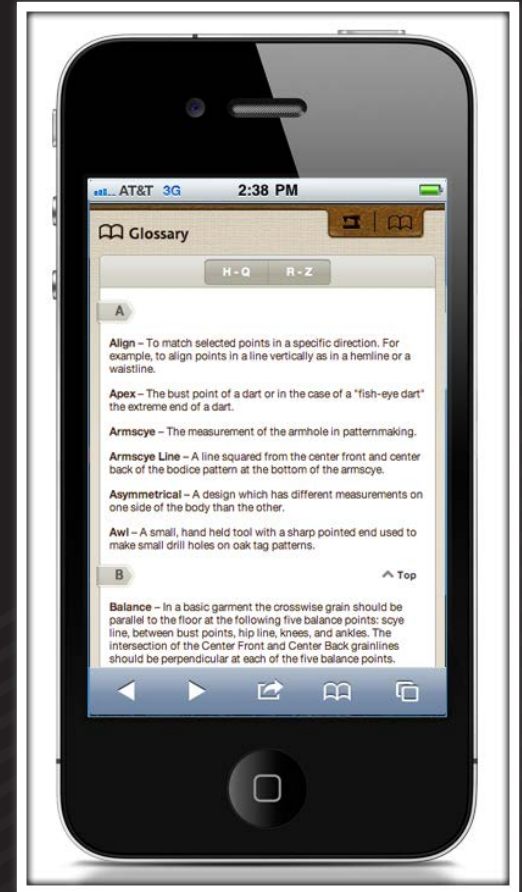 AT&T 3G 2:38 PM
Glossary
H - Q R - Z
A
Align – To match selected points in a specific direction. For
example, to align points in a line vertically as in a hemline or a
waistline.
Apex – The bust point of a dart or in the case of a "fish-eye dart"
the extreme end of a dart.
Armscye – The measurement of the armhole in patternmaking.
Armscye Line – A line squared from the center front and center
back of the bodice pattern at the bottom of the armscye.
Asymmetrical – A design which has different measurements on
one side of the body than the other.
Awl – A small, hand held tool with a sharp pointed end used to
make small drill holes on oak tag patterns.
B Top
Balance – In a basic garment the crosswise grain should be
parallel to the floor at the following five balance points: scye
line, between bust points, hip line, knees, and ankles. The
intersection of the Center Front and Center Back grainlines
should be perpendicular at each of the five balance points.